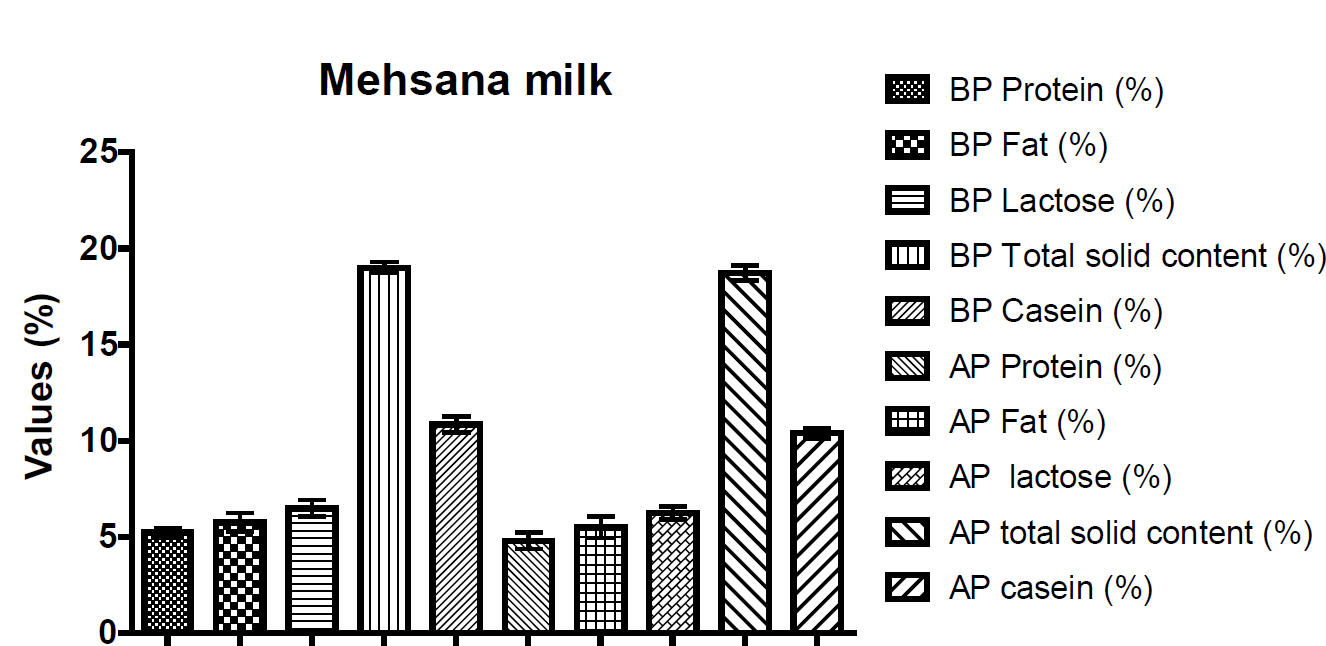 Mehsana milk
Values (%)
25
20
15
10
5
0
BP Protein (%)
BP Fat (%)
BP Lactose (%)
BP Total solid content (%)
BP Casein (%)
AP Protein (%)
AP Fat (%)
AP lactose (%)
AP total solid content (%)
AP casein (%)